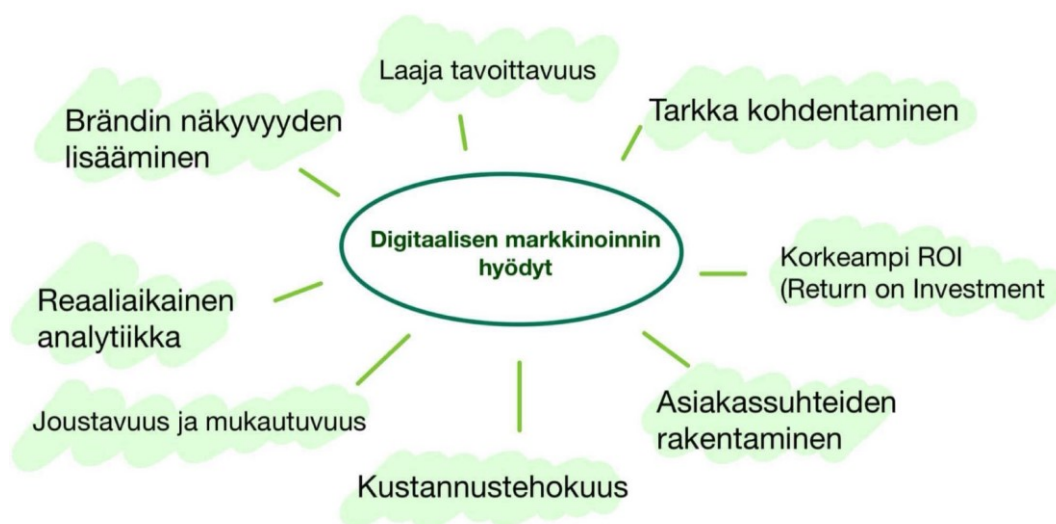 Laaja tavoittavuus
Tarkka kohdentaminen
Brändin näkyvyyden
lisääminen
Digitaalisen markkinoinnin
hyödyt
Korkeampi ROI
(Return on Investment
Reaaliaikainen
analytiikka
Asiakassuhteiden
rakentaminen
Joustavuus ja mukautuvuus
Kustannustehokuus